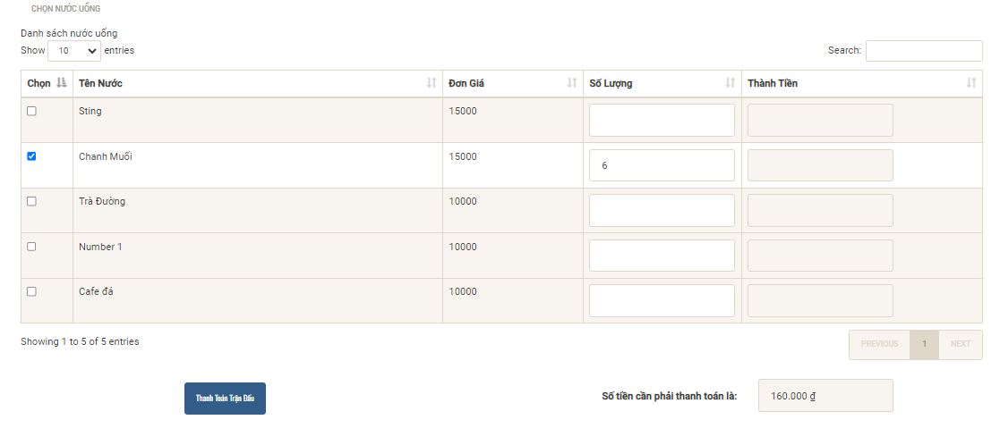 CHỌN NƯỚC UỐNG
Danh sách nước uống
Show 10 entries
Search:
Chọn Tên Nước Đơn Giá Số Lượng Thành Tiền
Sting 15000
Chanh Muối 15000 6
Trà Đường 10000
Number 1 10000
Cafe đá 10000
Showing 1 to 5 of 5 entries
PREVIOUS 1 NEXT
Thanh Toán Trận Đấu
Số tiền cần phải thanh toán là: 160.000 ₫